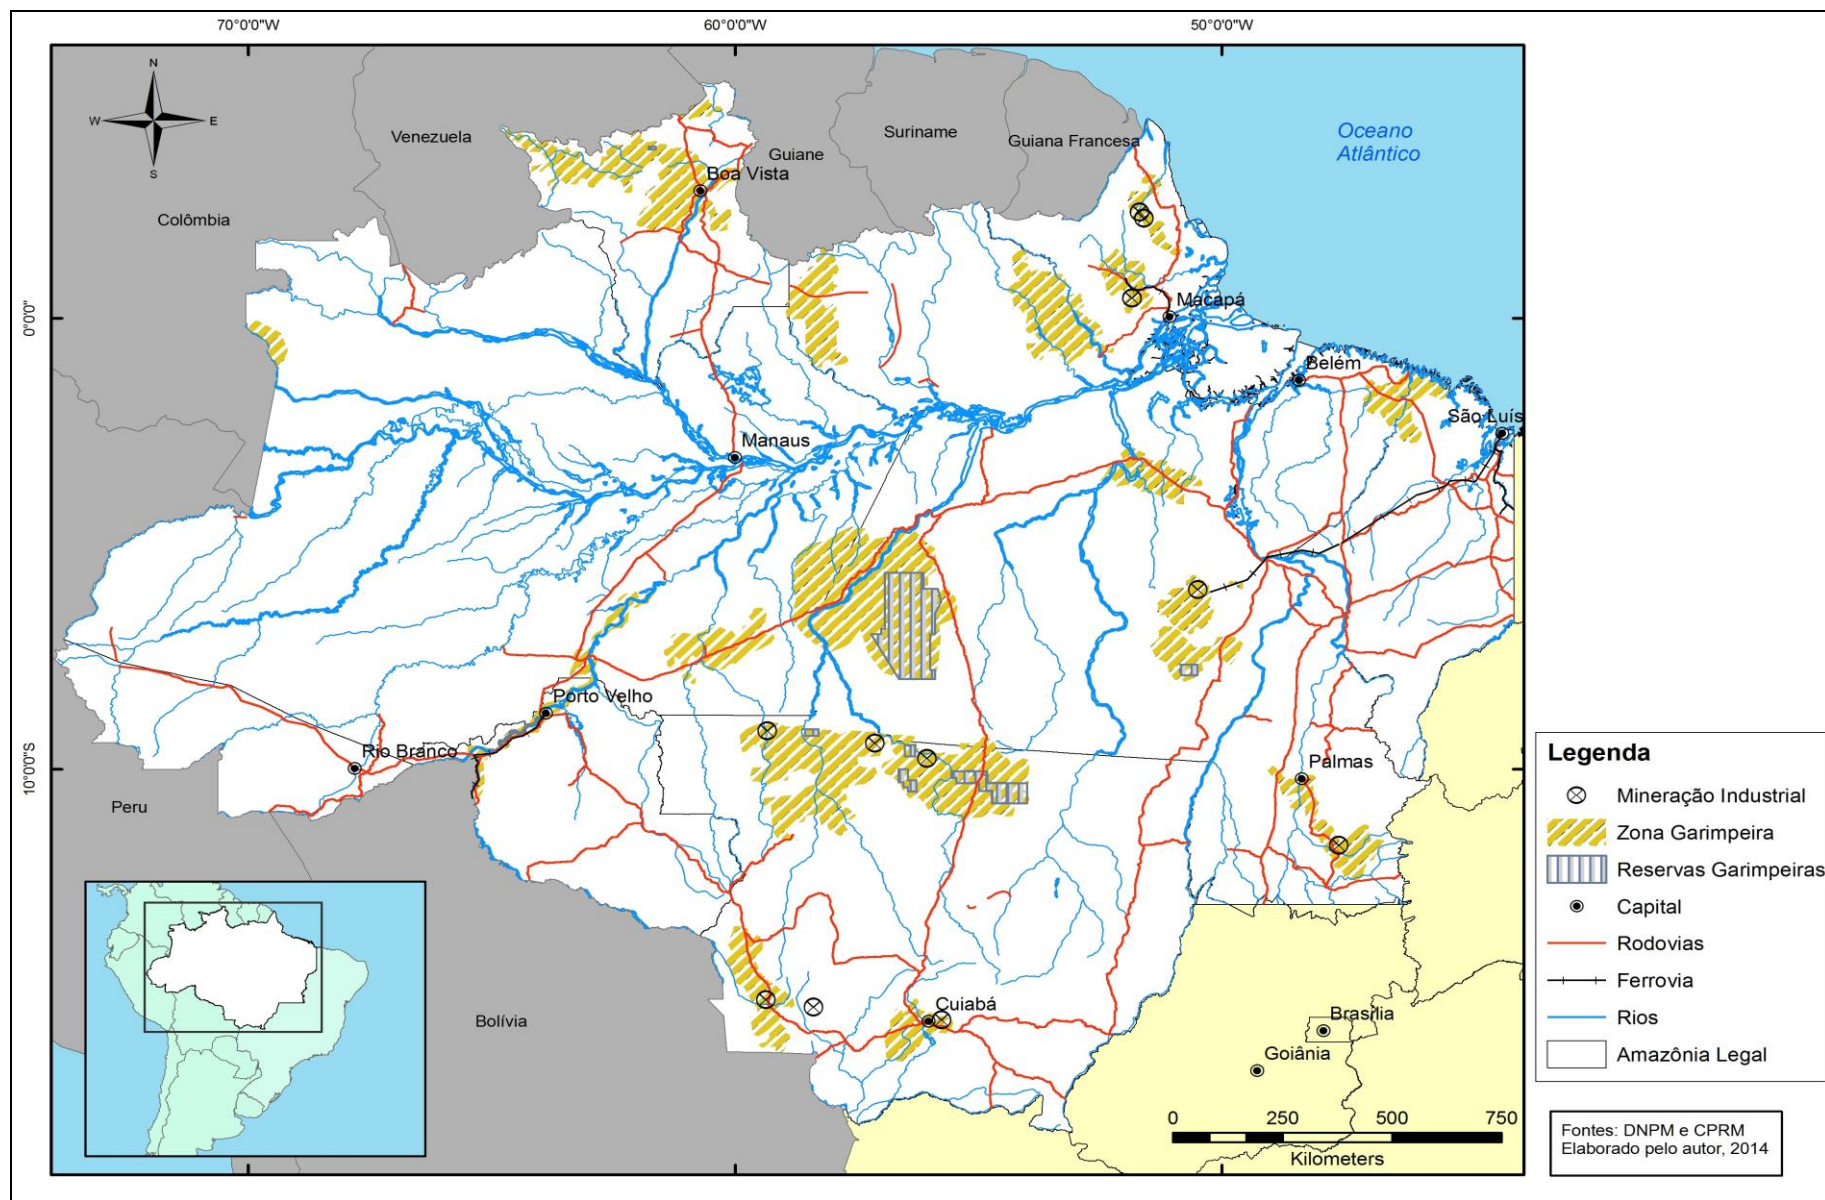 70°0'0"W
60°0'0"W
50°0'0"W
N
W
E
S
Venezuela
Guiane
Suriname
Guiana Francesa
Oceano
Atlântico
Boa Vista
Colômbia
0°0'0"
Macapá
Belém
São Luís
Manaus
Porto Velho
Rio Branco
10°0'0"S
Palmas
Peru
Bolívia
Cuiabá
Brasília
Goiânia
0
250
500
750
Kilometers
Legenda
Mineração Industrial
Zona Garimpeira
Reservas Garimpeiras
Capital
Rodovias
Ferrovia
Rios
Amazônia Legal
Fontes: DNPM e CPRM
Elaborado pelo autor, 2014